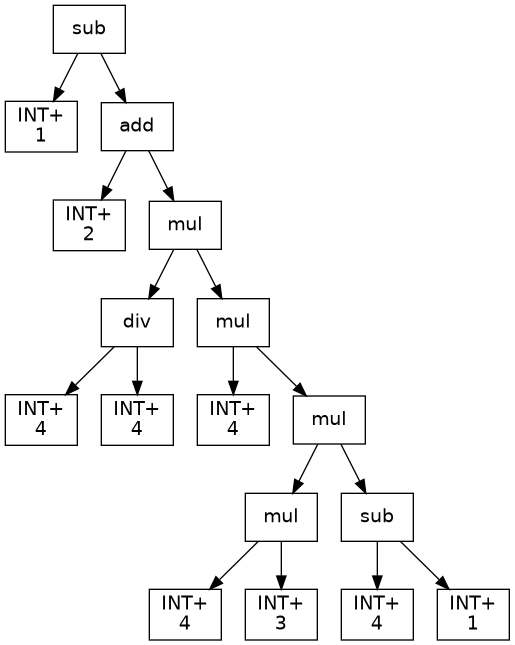 sub
INT+
1
add
INT+
2
mul
div
mul
INT+
4
INT+
4
INT+
4
mul
mul
sub
INT+
4
INT+
3
INT+
4
INT+
1